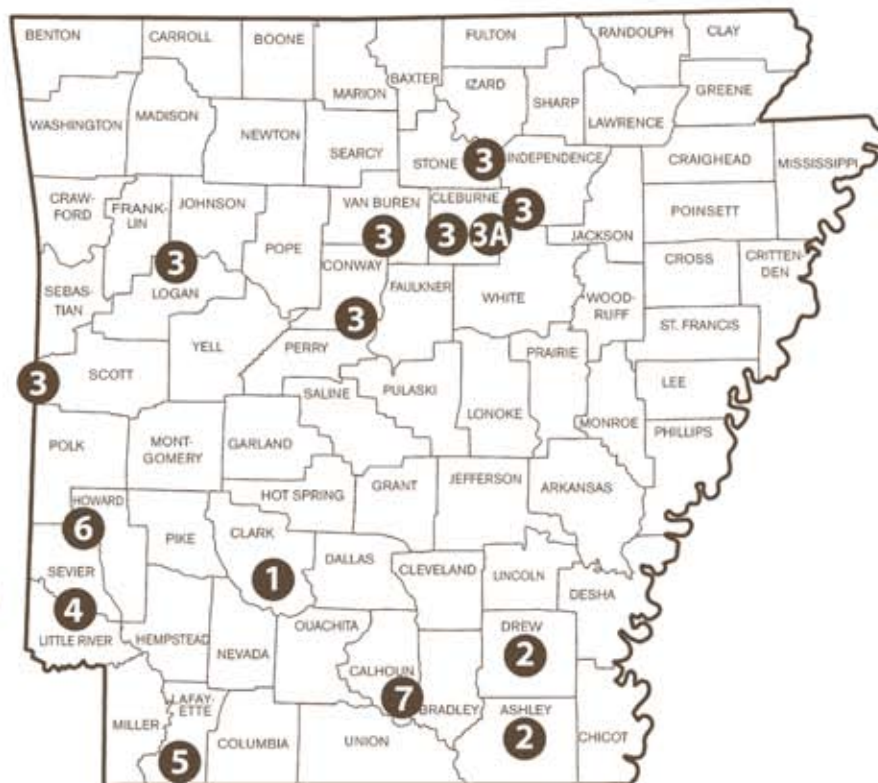 BENTON
CARROLL
BOONE
FULTON
RANDOLPH
CLAY
BAXTER
IZARD
MARION
SHARP
GREENE
WASHINGTON
MADISON
NEWTON
SEARCY
STONE
3
INDEPENDENCE
LAWRENCE
CRAIGHEAD
MISSISSIPPI
CRAW-
FORD
FRANK-
LIN
JOHNSON
POPE
VAN BUREN
3
CLEBURNE
3
3A
3
JACKSON
POINSETT
SEBAS-
TIAN
3
LOGAN
CONWAY
3
FAULKNER
WHITE
WOOD-
RUFF
CROSS
CRITTEN-
DEN
ST. FRANCIS
3
SCOTT
YELL
PERRY
SALINE
PULASKI
LONOKE
PRAIRIE
MONROE
LEE
PHILLIPS
POLK
MONT-
GOMERY
GARLAND
HOT SPRING
GRANT
JEFFERSON
ARKANSAS
HOWARD
6
PIKE
CLARK
1
DALLAS
CLEVELAND
LINCOLN
DESHA
SEVIER
4
LITTLE RIVER
HEMPSTEAD
NEVADA
OUACHITA
CALHOUN
7
BRADLEY
DREW
2
ASHLEY
2
CHICOT
MILLER
LAFAY-
ETTE
5
COLUMBIA
UNION